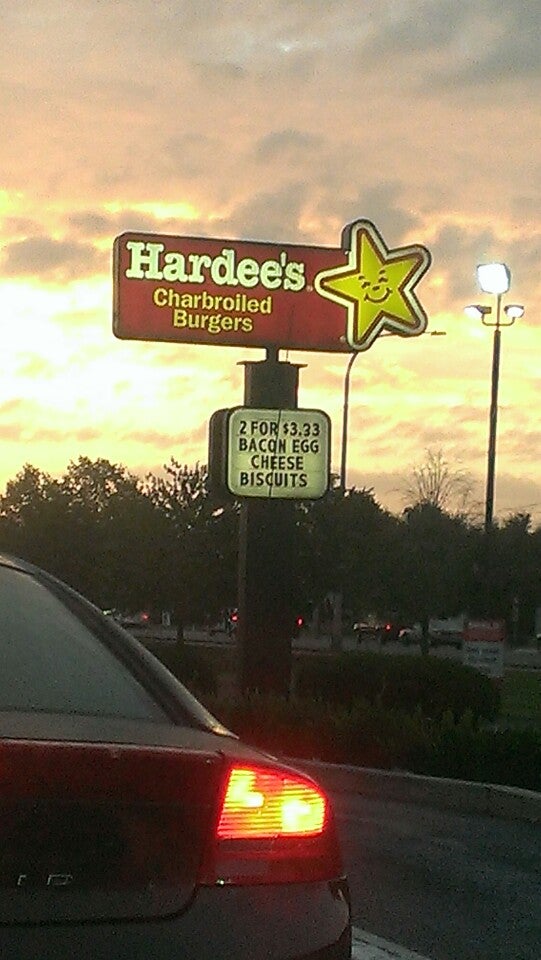 Hardee's
Charbroiled
Burgers
2 FOR $3.33
BACON EGG
CHEESE
BISCUITS